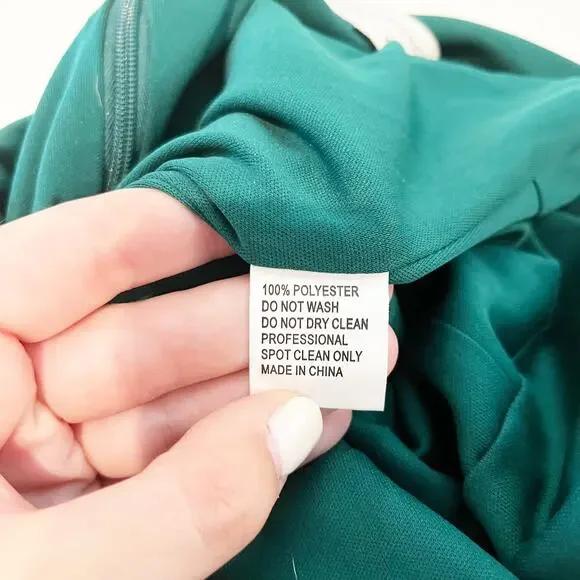 100% POLYESTER
DO NOT WASH
DO NOT DRY CLEAN
PROFESSIONAL
SPOT CLEAN ONLY
MADE IN CHINA